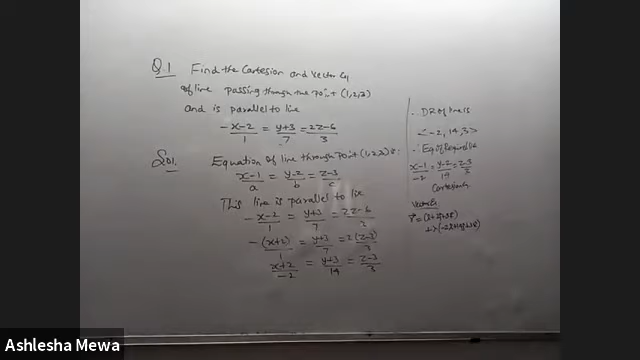 Q.1 Find the Cartesion and vector Eq
of line passing through the point (1,2,3)
and is parallel to line
-x-2/1 = y+3/7 = 2z-6/3
Sol. Equation of line through point (1,2,3) is:
x-1/a = y-2/b = z-3/c
This line is parallel to line
-x-2/1 = y+3/7 = 2z-6/3
-(x+2)/1 = y+3/7 = 2(z-3)/3
x+2/-2 = y+3/14 = z-3/3
∴ DR of line is
<-2, 14, 3>
∴ Eq of Required line
x-1/-2 = y-2/14 = z-3/3
Cartesian
Vector
Ashlesha Mewa